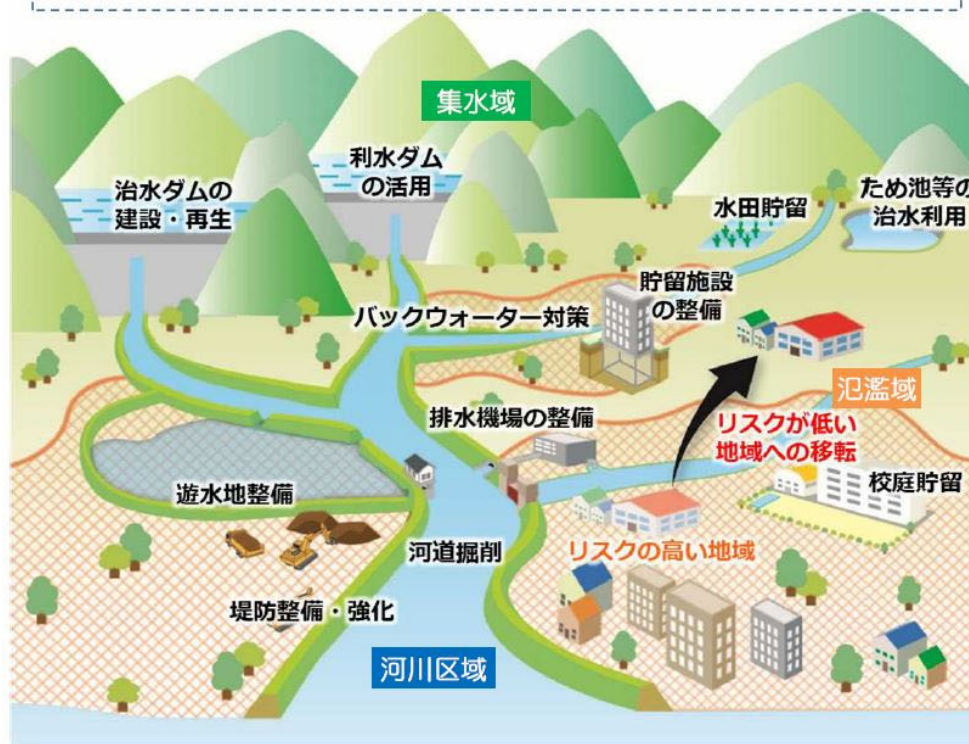 集水域
利水ダム
の活用
治水ダムの
建設・再生
水田貯留
ため池等の
治水利用
貯留施設
の整備
バックウォーター対策
氾濫域
リスクが低い
地域への移転
排水機場の整備
校庭貯留
遊水地整備
河道掘削
リスクの高い地域
堤防整備・強化
河川区域